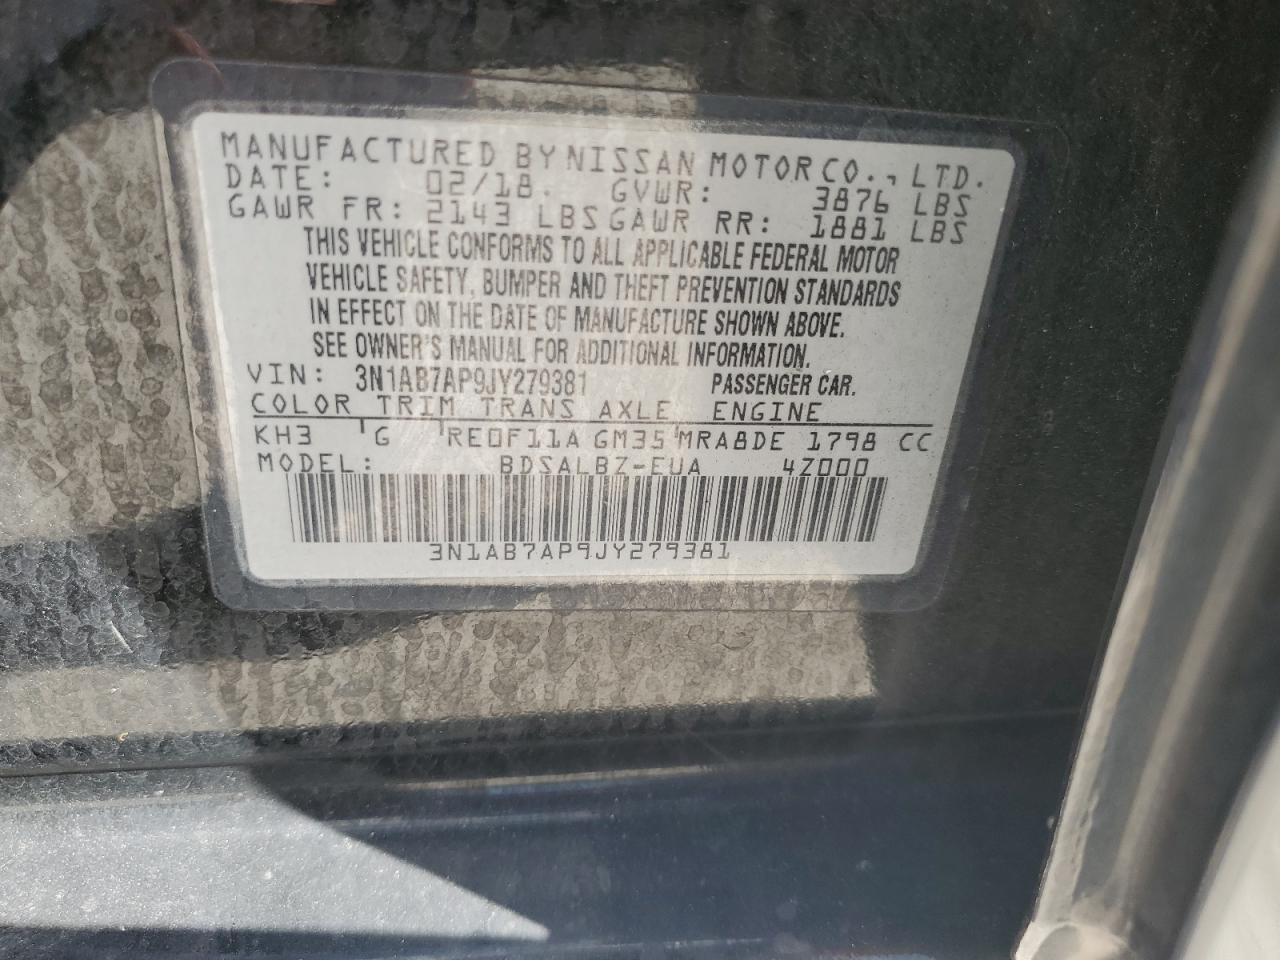 MANUFACTURED BY NISSAN MOTOR CO., LTD.
DATE: 02/18. GVWR: 3876 LBS
GAWR FR: 2143 LBS GAWR RR: 1881 LBS
THIS VEHICLE CONFORMS TO ALL APPLICABLE FEDERAL MOTOR
VEHICLE SAFETY, BUMPER AND THEFT PREVENTION STANDARDS
IN EFFECT ON THE DATE OF MANUFACTURE SHOWN ABOVE.
SEE OWNER'S MANUAL FOR ADDITIONAL INFORMATION.
VIN: 3N1AB7AP9JY279381 PASSENGER CAR.
COLOR TRIM TRANS AXLE ENGINE
KH3 G RE0F11A GM35 MRA8DE 1798 CC
MODEL: BDSALBZ-EUA 4Z000
3N1AB7AP9JY279381